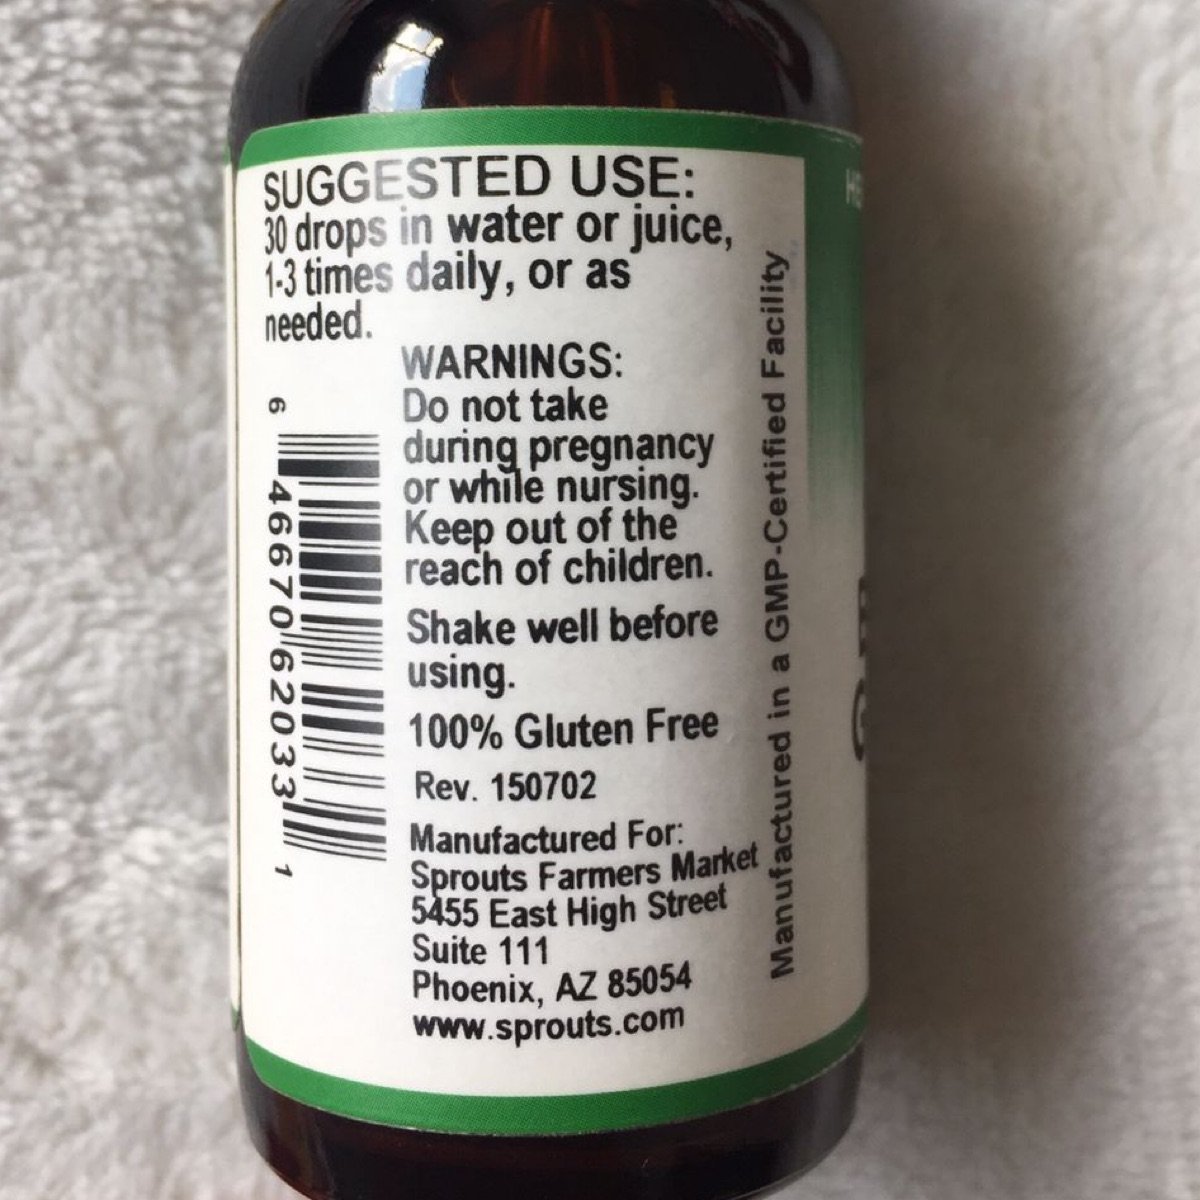 SUGGESTED USE:
30 drops in water or juice,
1-3 times daily, or as
needed.
WARNINGS:
Do not take
during pregnancy
or while nursing.
Keep out of the
reach of children.
Shake well before
using.
100% Gluten Free
Rev. 150702
Manufactured For:
Sprouts Farmers Market
5455 East High Street
Suite 111
Phoenix, AZ 85054
www.sprouts.com
6 46670 62033 1
Manufactured in a GMP-Certified Facility